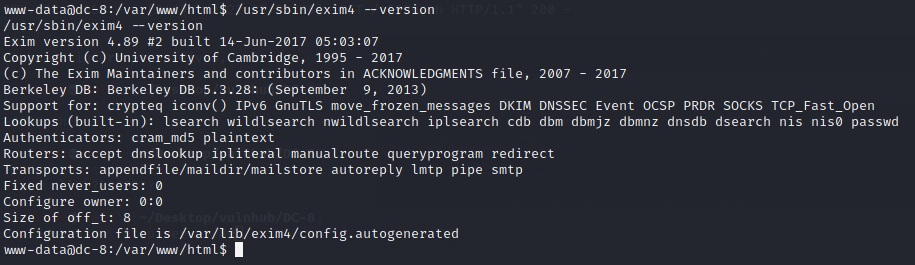 www-data@dc-8:/var/www/html$ /usr/sbin/exim4 --version
/usr/sbin/exim4 --version
Exim version 4.89 #2 built 14-Jun-2017 05:03:07
Copyright (c) University of Cambridge, 1995 - 2017
(c) The Exim Maintainers and contributors in ACKNOWLEDGMENTS file, 2007 - 2017
Berkeley DB: Berkeley DB 5.3.28: (September  9, 2013)
Support for: crypteq iconv() IPv6 GnuTLS move_frozen_messages DKIM DNSSEC Event OCSP PRDR SOCKS TCP_Fast_Open
Lookups (built-in): lsearch wildlsearch nwildlsearch iplsearch cdb dbm dbmjz dbmnz dnsdb dsearch nis nis0 passwd
Authenticators: cram_md5 plaintext
Routers: accept dnslookup ipliteral manualroute queryprogram redirect
Transports: appendfile/maildir/mailstore autoreply lmtp pipe smtp
Fixed never_users: 0
Configure owner: 0:0
Size of off_t: 8
~/Desktop/vulnhub/DC-8
Configuration file is /var/lib/exim4/config.autogenerated
www-data@dc-8:/var/www/html$